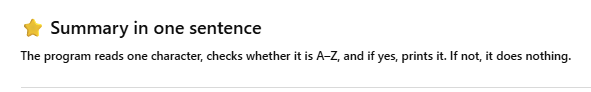 ⭐ Summary in one sentence
The program reads one character, checks whether it is A–Z, and if yes, prints it. If not, it does nothing.